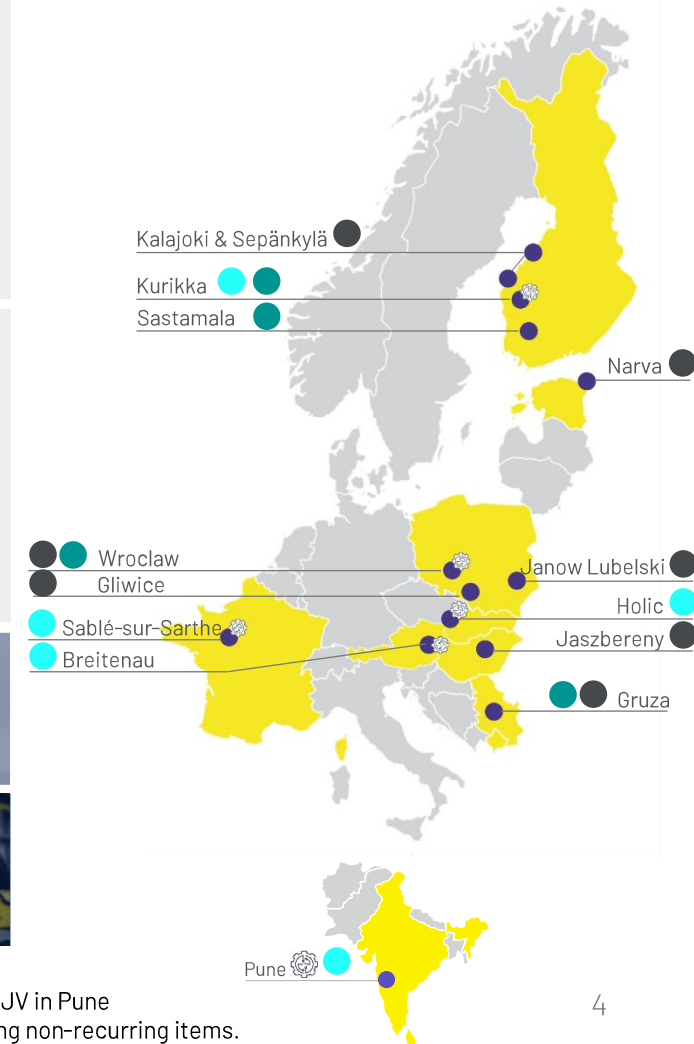 Kalajoki & Sepänkylä
Kurikka
Sastamala
Narva
Wroclaw
Janow Lubelski
Gliwice
Holic
Sablé-sur-Sarthe
Jaszbereny
Breitenau
Gruza
Pune
JV in Pune
4
ng non-recurring items.